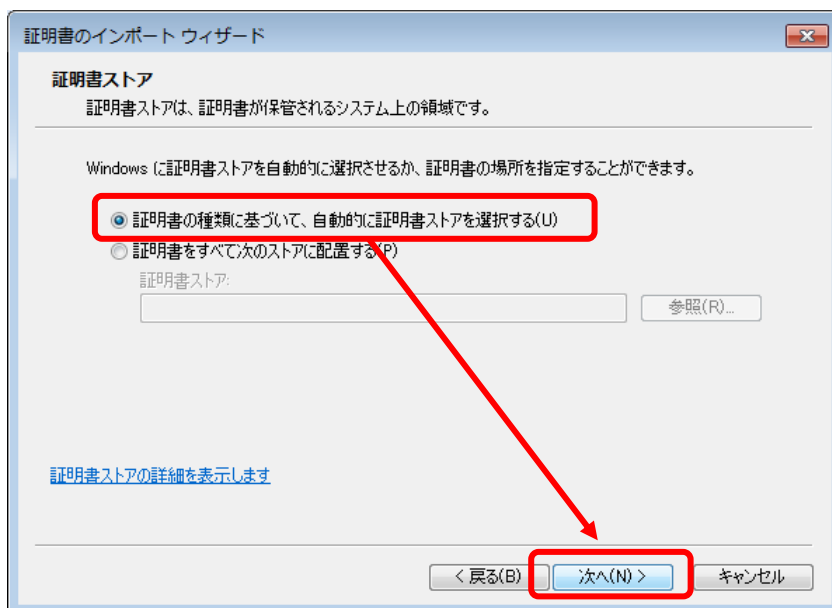 証明書のインポート ウィザード
証明書ストア
証明書ストアは、証明書が保管されるシステム上の領域です。
Windows に証明書ストアを自動的に選択させるか、証明書の場所を指定することができます。
証明書の種類に基づいて、自動的に証明書ストアを選択する(U)
証明書をすべて次のストアに配置する(P)
証明書ストア:
参照(R)...
証明書ストアの詳細を表示します
< 戻る(B)
次へ(N) >
キャンセル